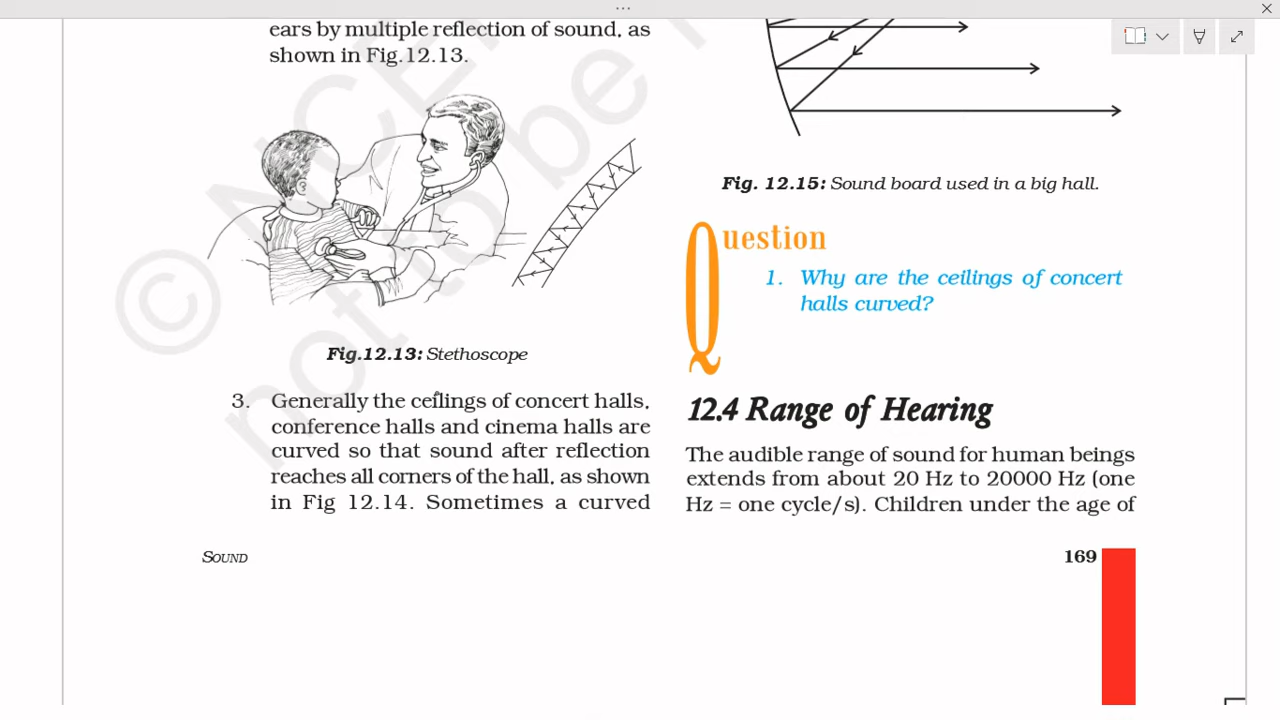 ears by multiple reflection of sound, as
shown in Fig.12.13.
Fig.12.13: Stethoscope
3. Generally the ceilings of concert halls,
conference halls and cinema halls are
curved so that sound after reflection
reaches all corners of the hall, as shown
in Fig 12.14. Sometimes a curved
Fig. 12.15: Sound board used in a big hall.
Question
1. Why are the ceilings of concert
halls curved?
12.4 Range of Hearing
The audible range of sound for human beings
extends from about 20 Hz to 20000 Hz (one
Hz = one cycle/s). Children under the age of
SOUND
169
© NCE
not to be